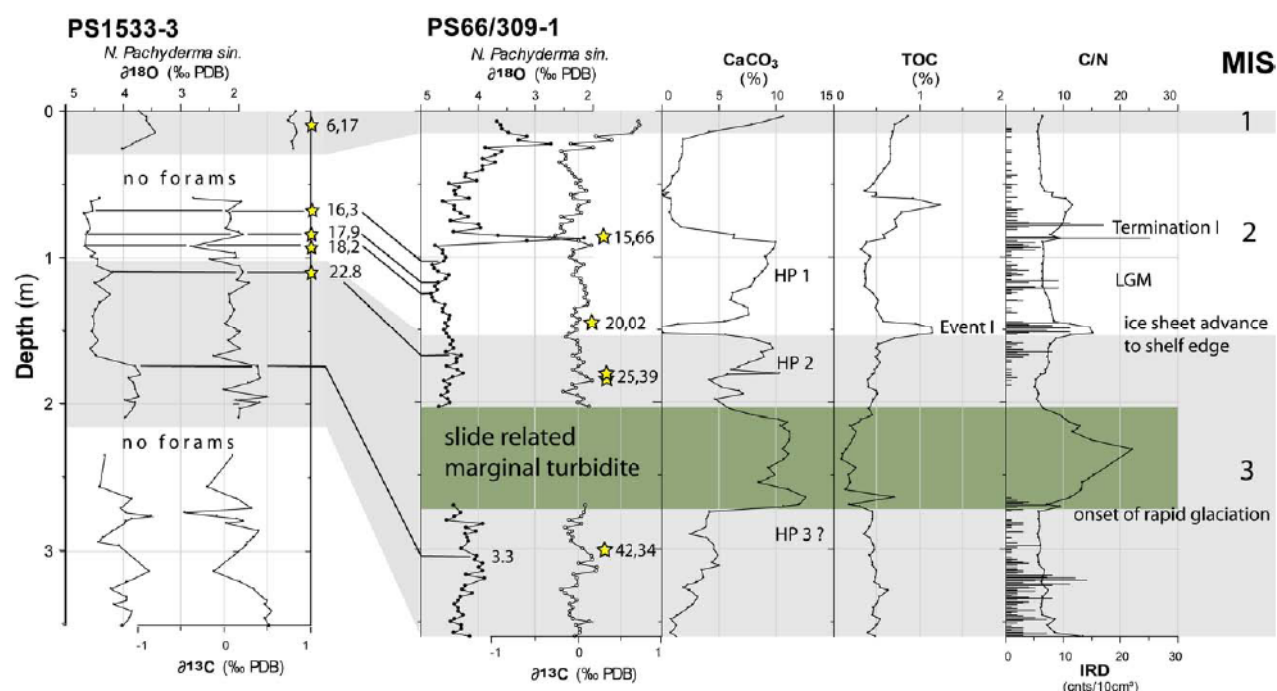 PS1533-3
PS66/309-1
N. Pachyderma sin.
∂18O (‰ PDB)
N. Pachyderma sin.
∂18O (‰ PDB)
CaCO₃
(%)
TOC
(%)
C/N
MIS
5 4 3 2
5 4 3 2
0 5 10 15
0 1 2
10 20 30
Depth (m)
0
1
2
3
6,17
no forams
16,3
17,9
18,2
22.8
no forams
15,66
20,02
25,39
slide related
marginal turbidite
3.3
42,34
HP 1
HP 2
HP 3 ?
Event I
Termination I
LGM
ice sheet advance
to shelf edge
onset of rapid glaciation
1
2
3
-1 0 1
∂13C (‰ PDB)
-1 0 1
∂13C (‰ PDB)
0 10 20 30
IRD
(cnts/10cm³)